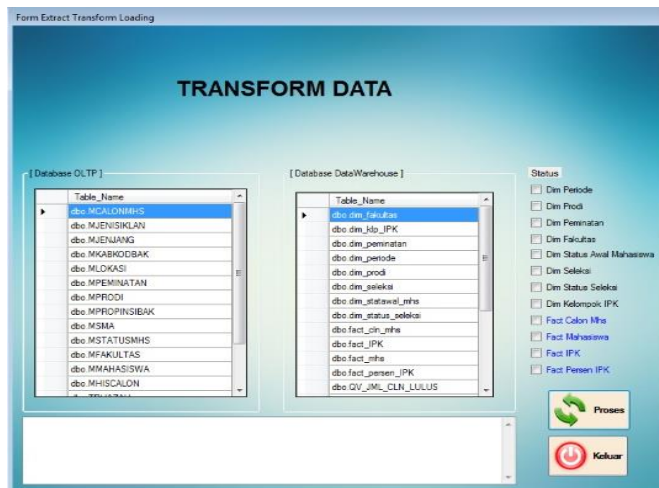 Form Extract Transform Loading
TRANSFORM DATA
[ Database OLTP ]
Table_Name
dbo.MCALONMHS
dbo.MJENISIKLAN
dbo.MJENJANG
dbo.MKABKODBAK
dbo.MLOKASI
dbo.MPEMINATAN
dbo.MPRODI
dbo.MPROPINSIBAK
dbo.MSMA
dbo.MSTATUSMHS
dbo.MFAKULTAS
dbo.MMAHASISWA
dbo.MHISCALON
[ Database DataWarehouse ]
Table_Name
dbo.dim_fakultas
dbo.dim_klp_IPK
dbo.dim_peminatan
dbo.dim_periode
dbo.dim_prodi
dbo.dim_seleksi
dbo.dim_statawal_mhs
dbo.dim_status_seleksi
dbo.fact_cln_mhs
dbo.fact_IPK
dbo.fact_mhs
dbo.fact_persen_IPK
dbo.QV_JML_CLN_LULUS
Status
Dim Periode
Dim Prodi
Dim Peminatan
Dim Fakultas
Dim Status Awal Mahasiswa
Dim Seleksi
Dim Status Seleksi
Dim Kelompok IPK
Fact Calon Mhs
Fact Mahasiswa
Fact IPK
Fact Persen IPK
Proses
Keluar